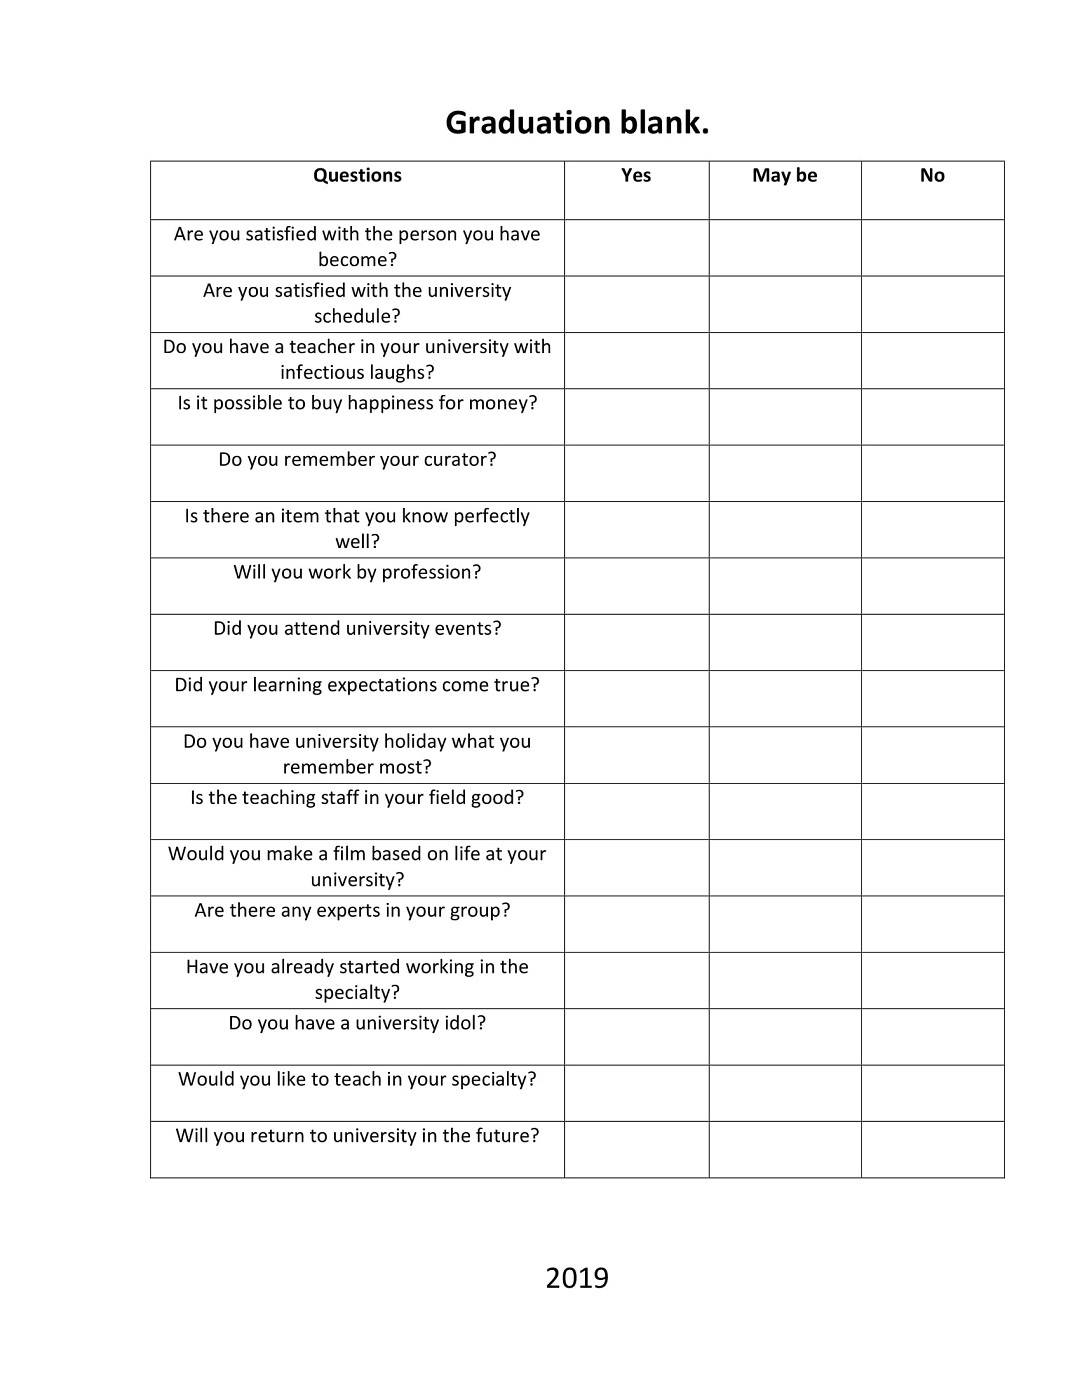 Graduation blank.
Questions Yes May be No
Are you satisfied with the person you have
become?
Are you satisfied with the university
schedule?
Do you have a teacher in your university with
infectious laughs?
Is it possible to buy happiness for money?
Do you remember your curator?
Is there an item that you know perfectly
well?
Will you work by profession?
Did you attend university events?
Did your learning expectations come true?
Do you have university holiday what you
remember most?
Is the teaching staff in your field good?
Would you make a film based on life at your
university?
Are there any experts in your group?
Have you already started working in the
specialty?
Do you have a university idol?
Would you like to teach in your specialty?
Will you return to university in the future?
2019